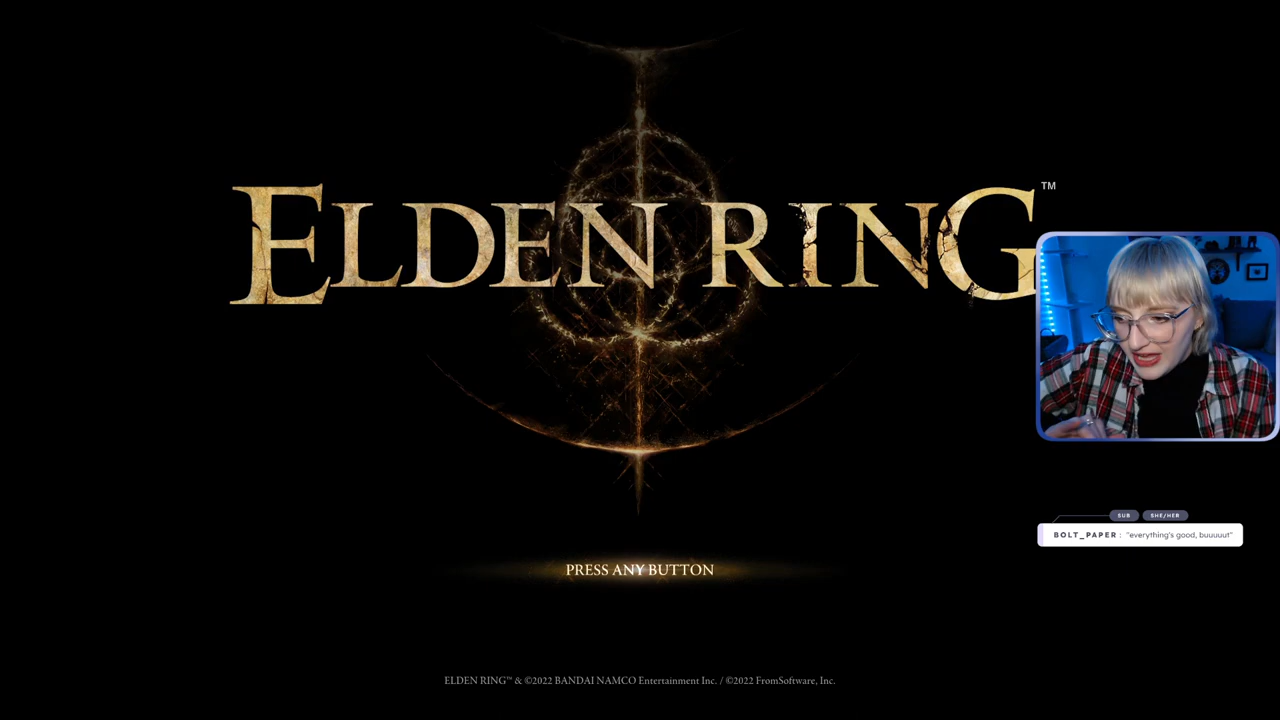 ELDEN RING™
SUB SHE/HER
BOLT_PAPER : "everything's good, buuuuut"
PRESS ANY BUTTON
ELDEN RING™ & ©2022 BANDAI NAMCO Entertainment Inc. / ©2022 FromSoftware, Inc.